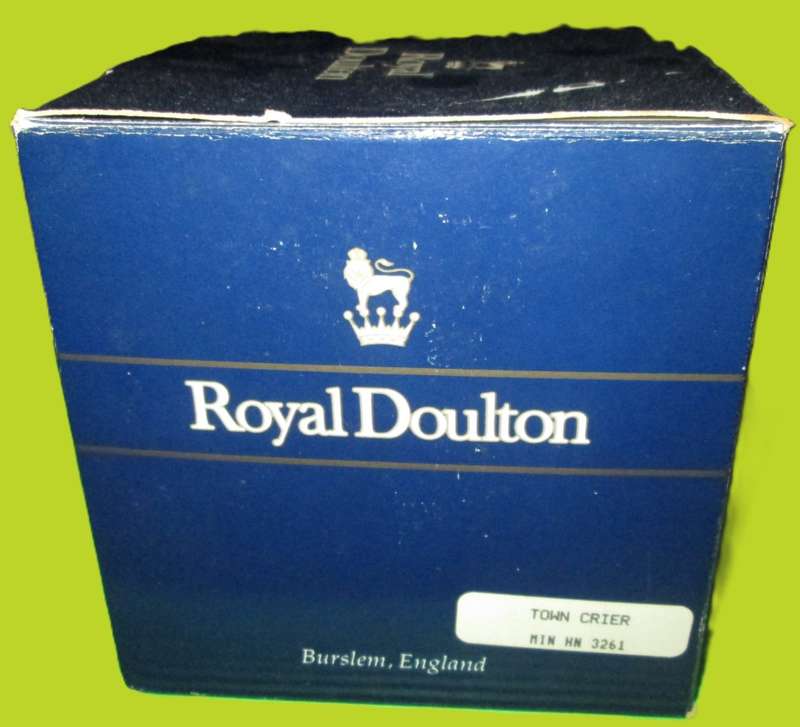 Royal Doulton
TOWN CRIER
MIN HN 3261
Burslem, England